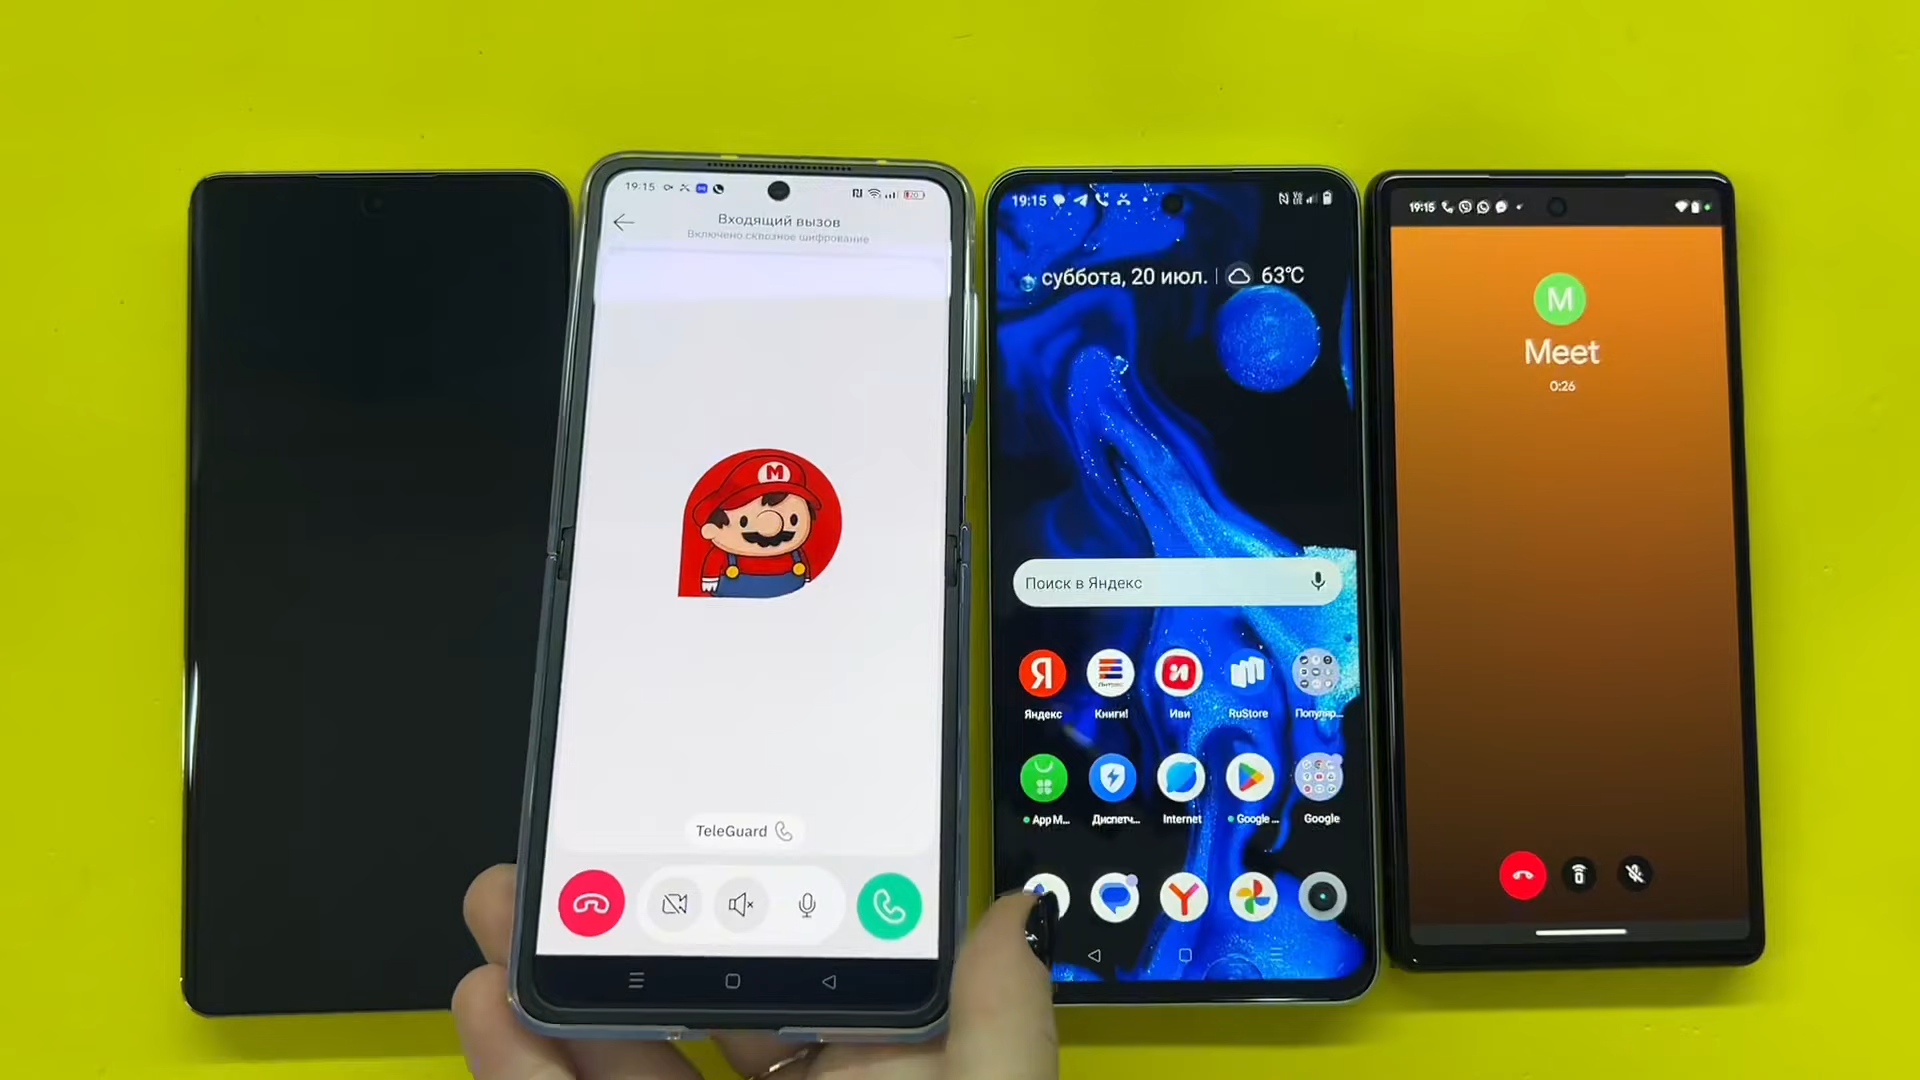 19:15
Входящий вызов
Включено сквозное шифрование
M
TeleGuard
19:15
суббота, 20 июл. | 63°C
Поиск в Яндекс
Я
Яндекс
Книги!
Иви
RuStore
Популяр...
App M...
Диспетч...
Internet
Google ...
Google
19:15
M
Meet
0:26